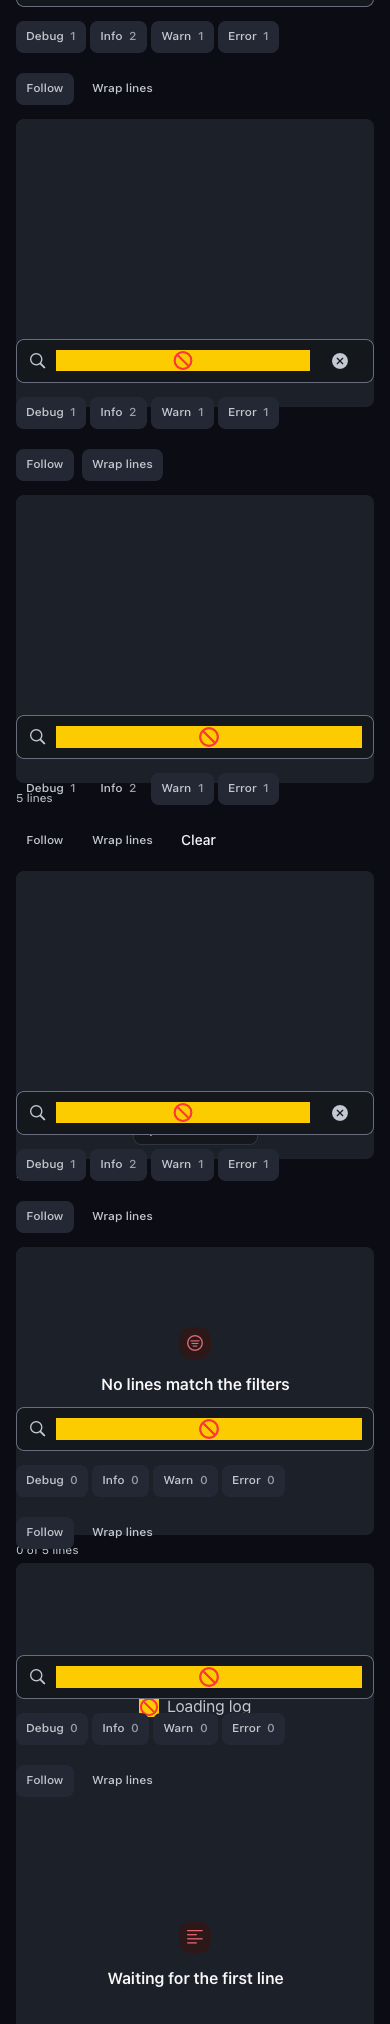 Debug 1 Info 2 Warn 1 Error 1
Follow Wrap lines
Debug 1 Info 2 Warn 1 Error 1
Follow Wrap lines
Debug 1 Info 2 Warn 1 Error 1
5 lines
Follow Wrap lines Clear
Debug 1 Info 2 Warn 1 Error 1
Follow Wrap lines
No lines match the filters
Debug 0 Info 0 Warn 0 Error 0
Follow Wrap lines
0 of 5 lines
Loading log
Debug 0 Info 0 Warn 0 Error 0
Follow Wrap lines
Waiting for the first line